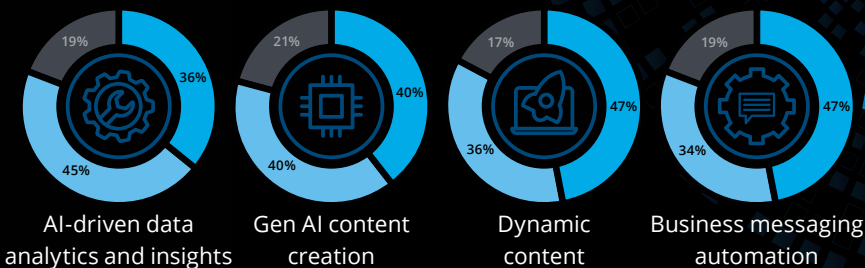 19%
36%
45%
AI-driven data
analytics and insights
21%
40%
40%
Gen AI content
creation
17%
47%
36%
Dynamic
content
19%
47%
34%
Business messaging
automation